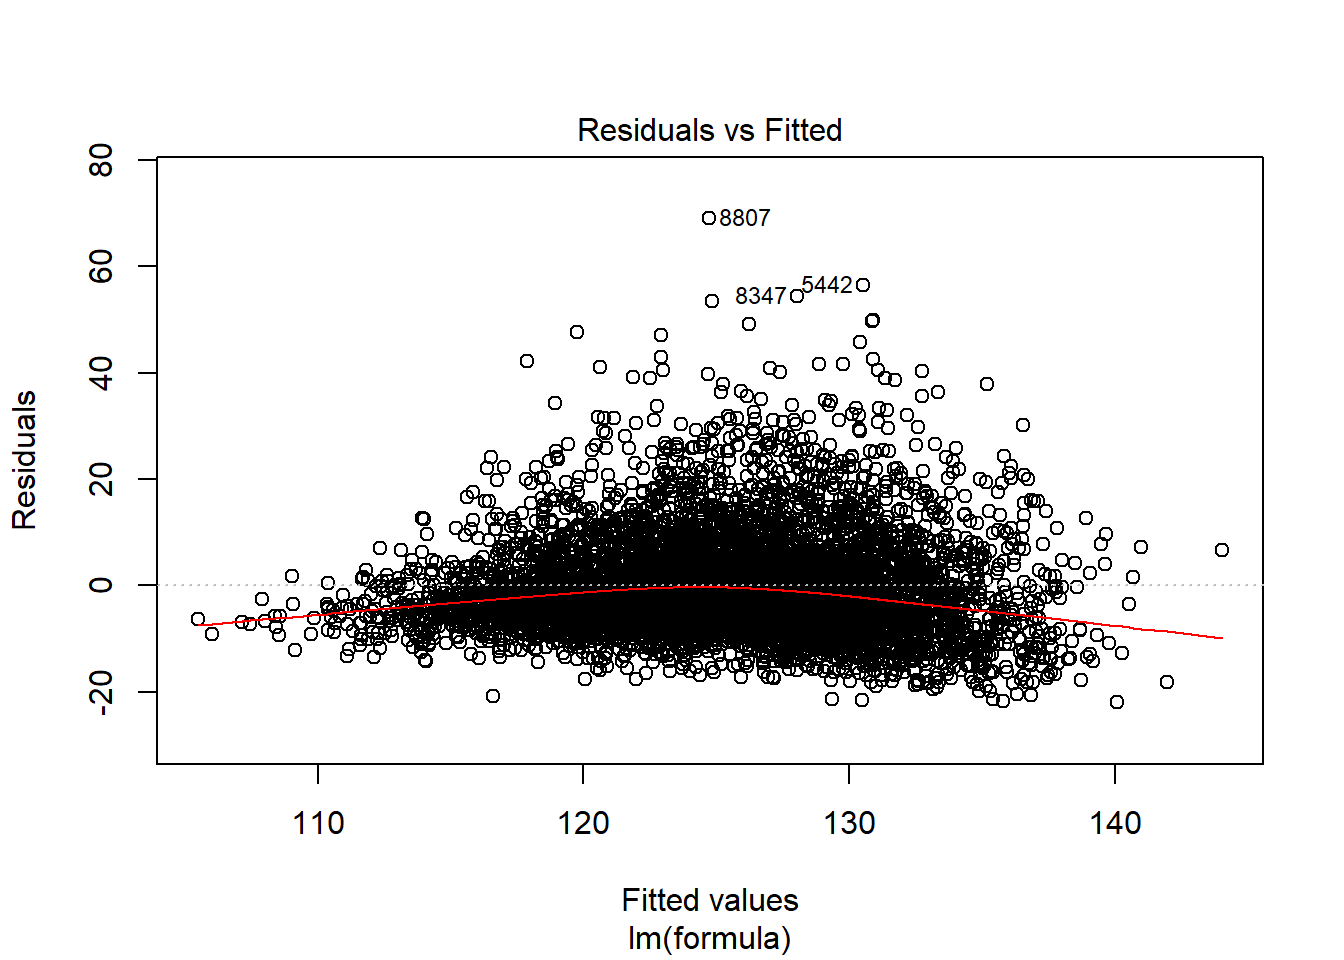 Residuals vs Fitted
80
60
40
20
0
-20
Residuals
8807
8347
5442
110 120 130 140
Fitted values
lm(formula)